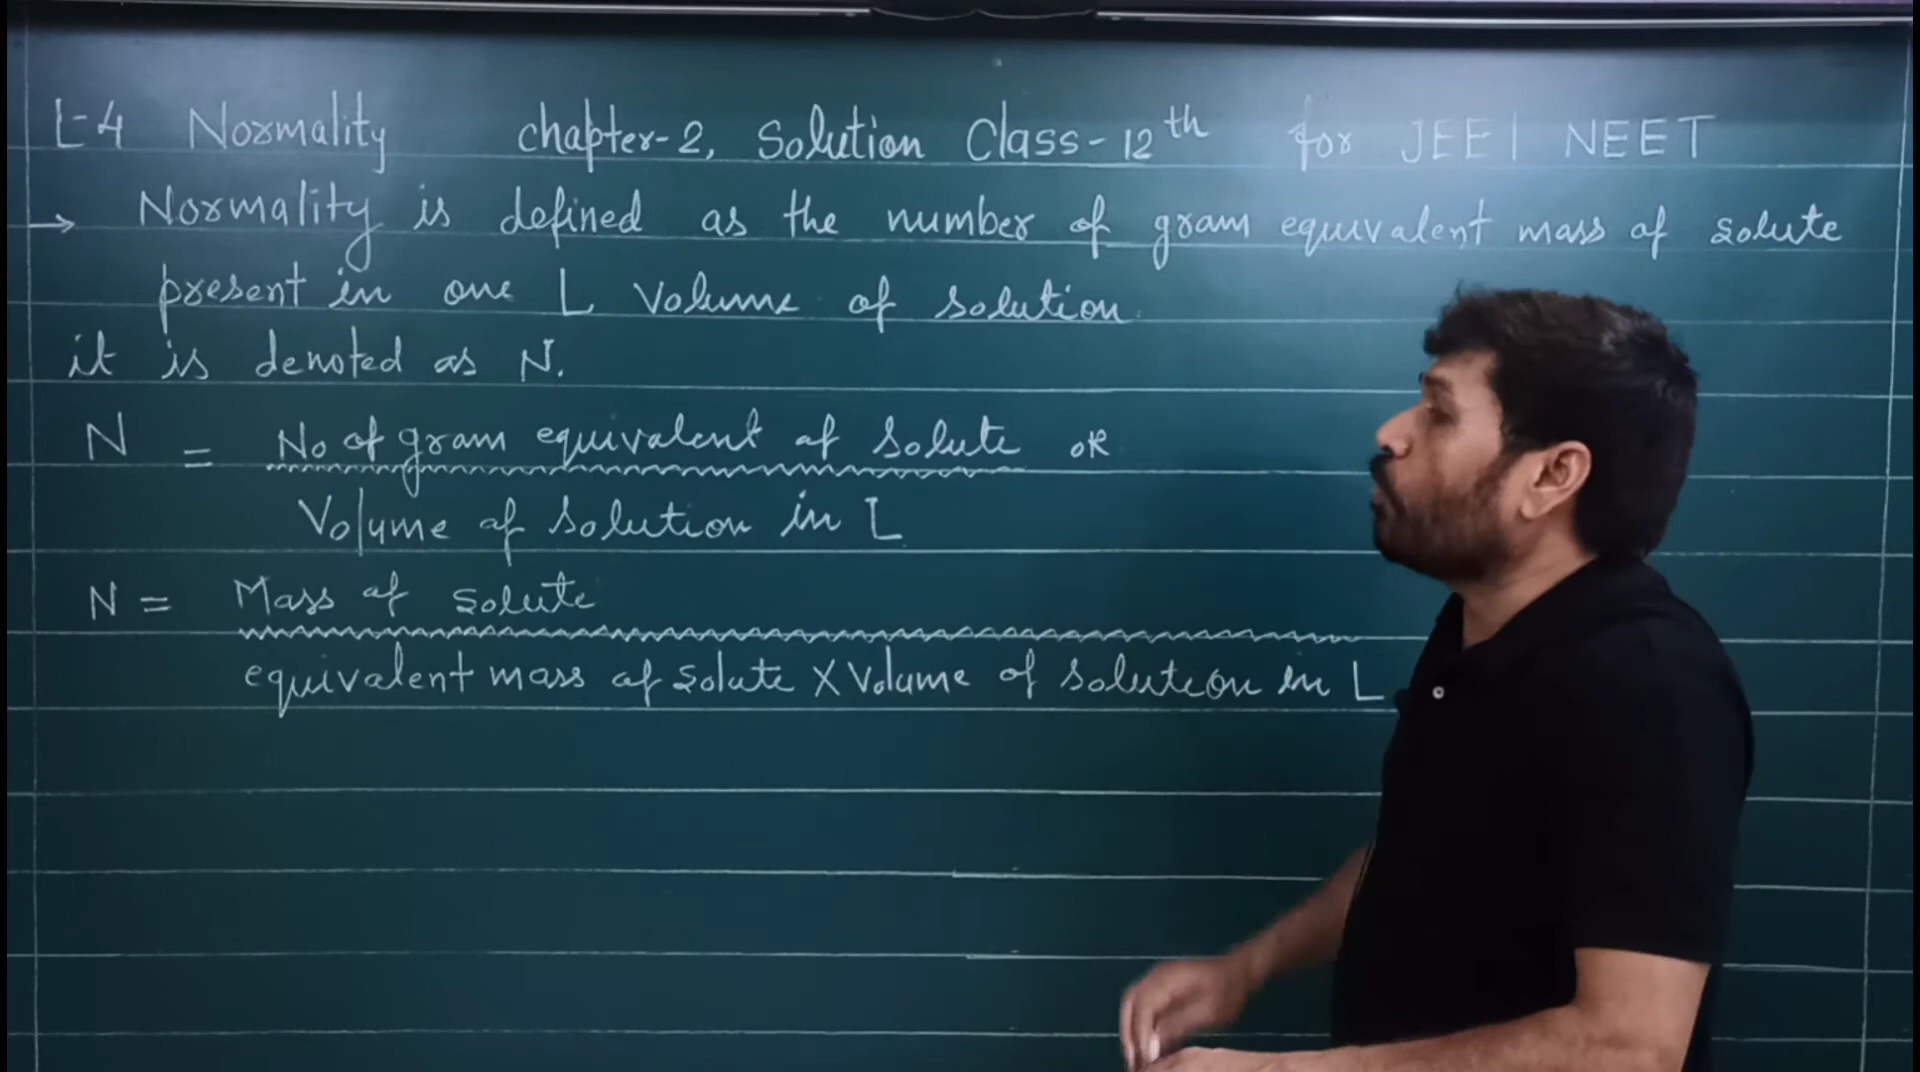 L-4 Normality chapter-2, Solution Class-12th for JEE| NEET
→ Normality is defined as the number of gram equivalent mass of solute
present in one L Volume of solution.
it is denoted as N.
N = No of gram equivalent of solute OR
Volume of solution in L
N = Mass of solute
equivalent mass of solute X Volume of solution in L